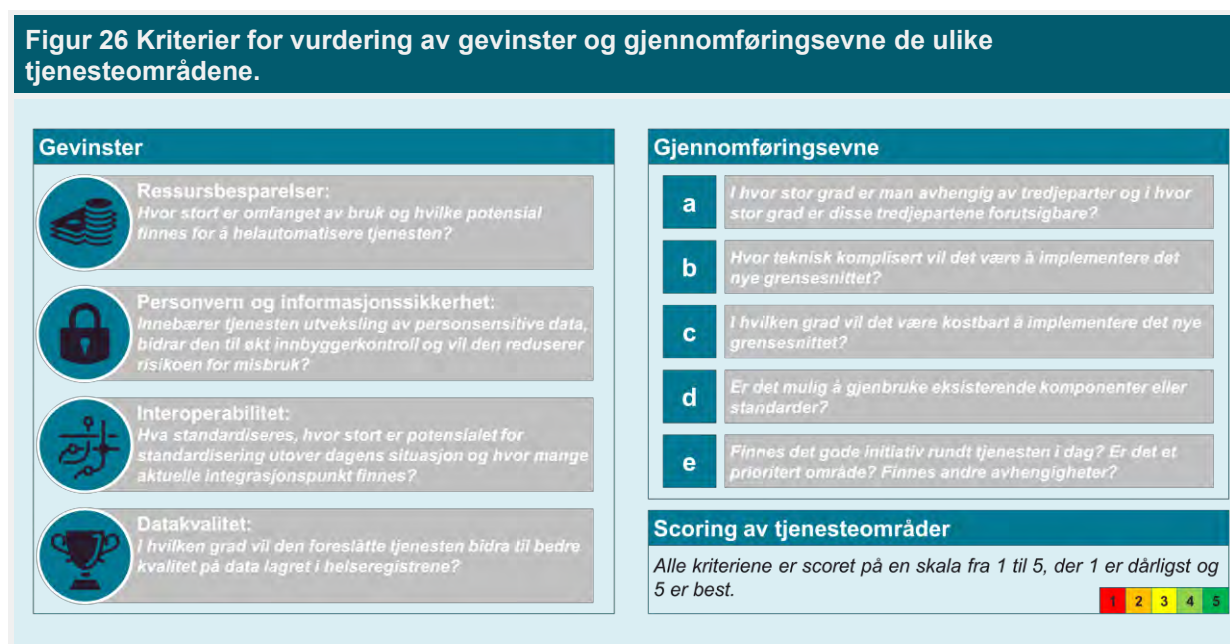 Figur 26 Kriterier for vurdering av gevinster og gjennomføringsevne de ulike
tjenesteområdene.
Gevinster
Ressursbesparelser:
Hvor stort er omfanget av bruk og hvilke potensial
finnes for å helautomatisere tjenesten?
Personvern og informasjonssikkerhet:
Innebærer tjenesten utveksling av personsensitive data,
bidrar den til økt innbyggerkontroll og vil den reduserer
risikoen for misbruk?
Interoperabilitet:
Hva standardiseres, hvor stort er potensialet for
standardisering utover dagens situasjon og hvor mange
aktuelle integrasjonspunkt finnes?
Datakvalitet:
I hvilken grad vil den foreslåtte tjenesten bidra til bedre
kvalitet på data lagret i helseregistrene?
Gjennomføringsevne
a
I hvor stor grad er man avhengig av tredjeparter og i hvor
stor grad er disse tredjepartene forutsigbare?
b
Hvor teknisk komplisert vil det være å implementere det
nye grensesnittet?
c
I hvilken grad vil det være kostbart å implementere det nye
grensesnittet?
d
Er det mulig å gjenbruke eksisterende komponenter eller
standarder?
e
Finnes det gode initiativ rundt tjenesten i dag? Er det et
prioritert område? Finnes andre avhengigheter?
Scoring av tjenesteområder
Alle kriteriene er scoret på en skala fra 1 til 5, der 1 er dårligst og
5 er best.
1 2 3 4 5